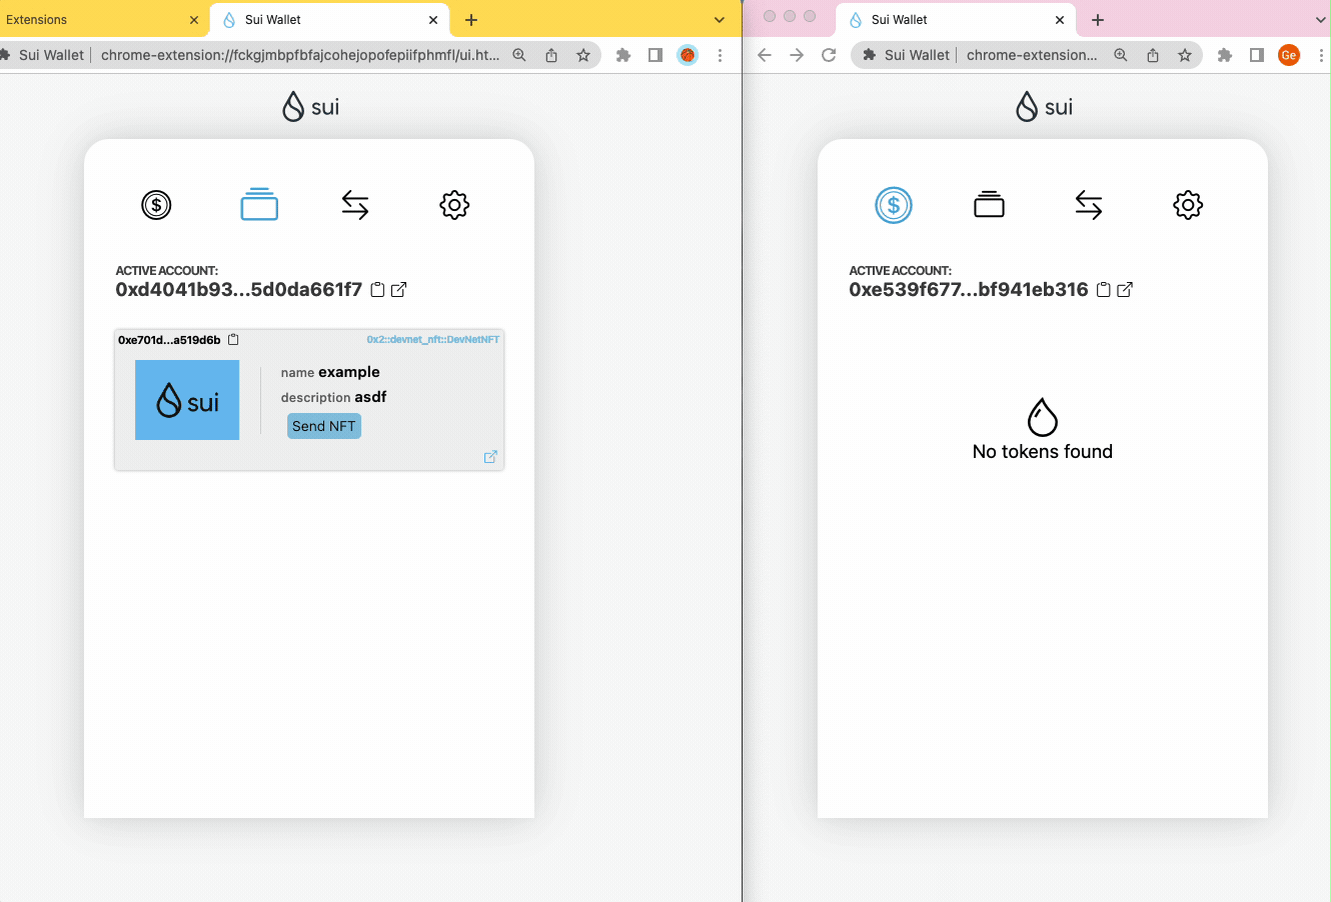 Extensions
Sui Wallet
Sui Wallet
chrome-extension://fckgjmbpfbfajcohejopofepiifphmfl/ui.ht...
sui
$
ACTIVE ACCOUNT:
0xd4041b93...5d0da661f7
0xe701d...a519d6b
0x2::devnet_nft::DevNetNFT
sui
name example
description asdf
Send NFT
Sui Wallet
Sui Wallet
chrome-extension...
Ge
sui
$
ACTIVE ACCOUNT:
0xe539f677...bf941eb316
No tokens found